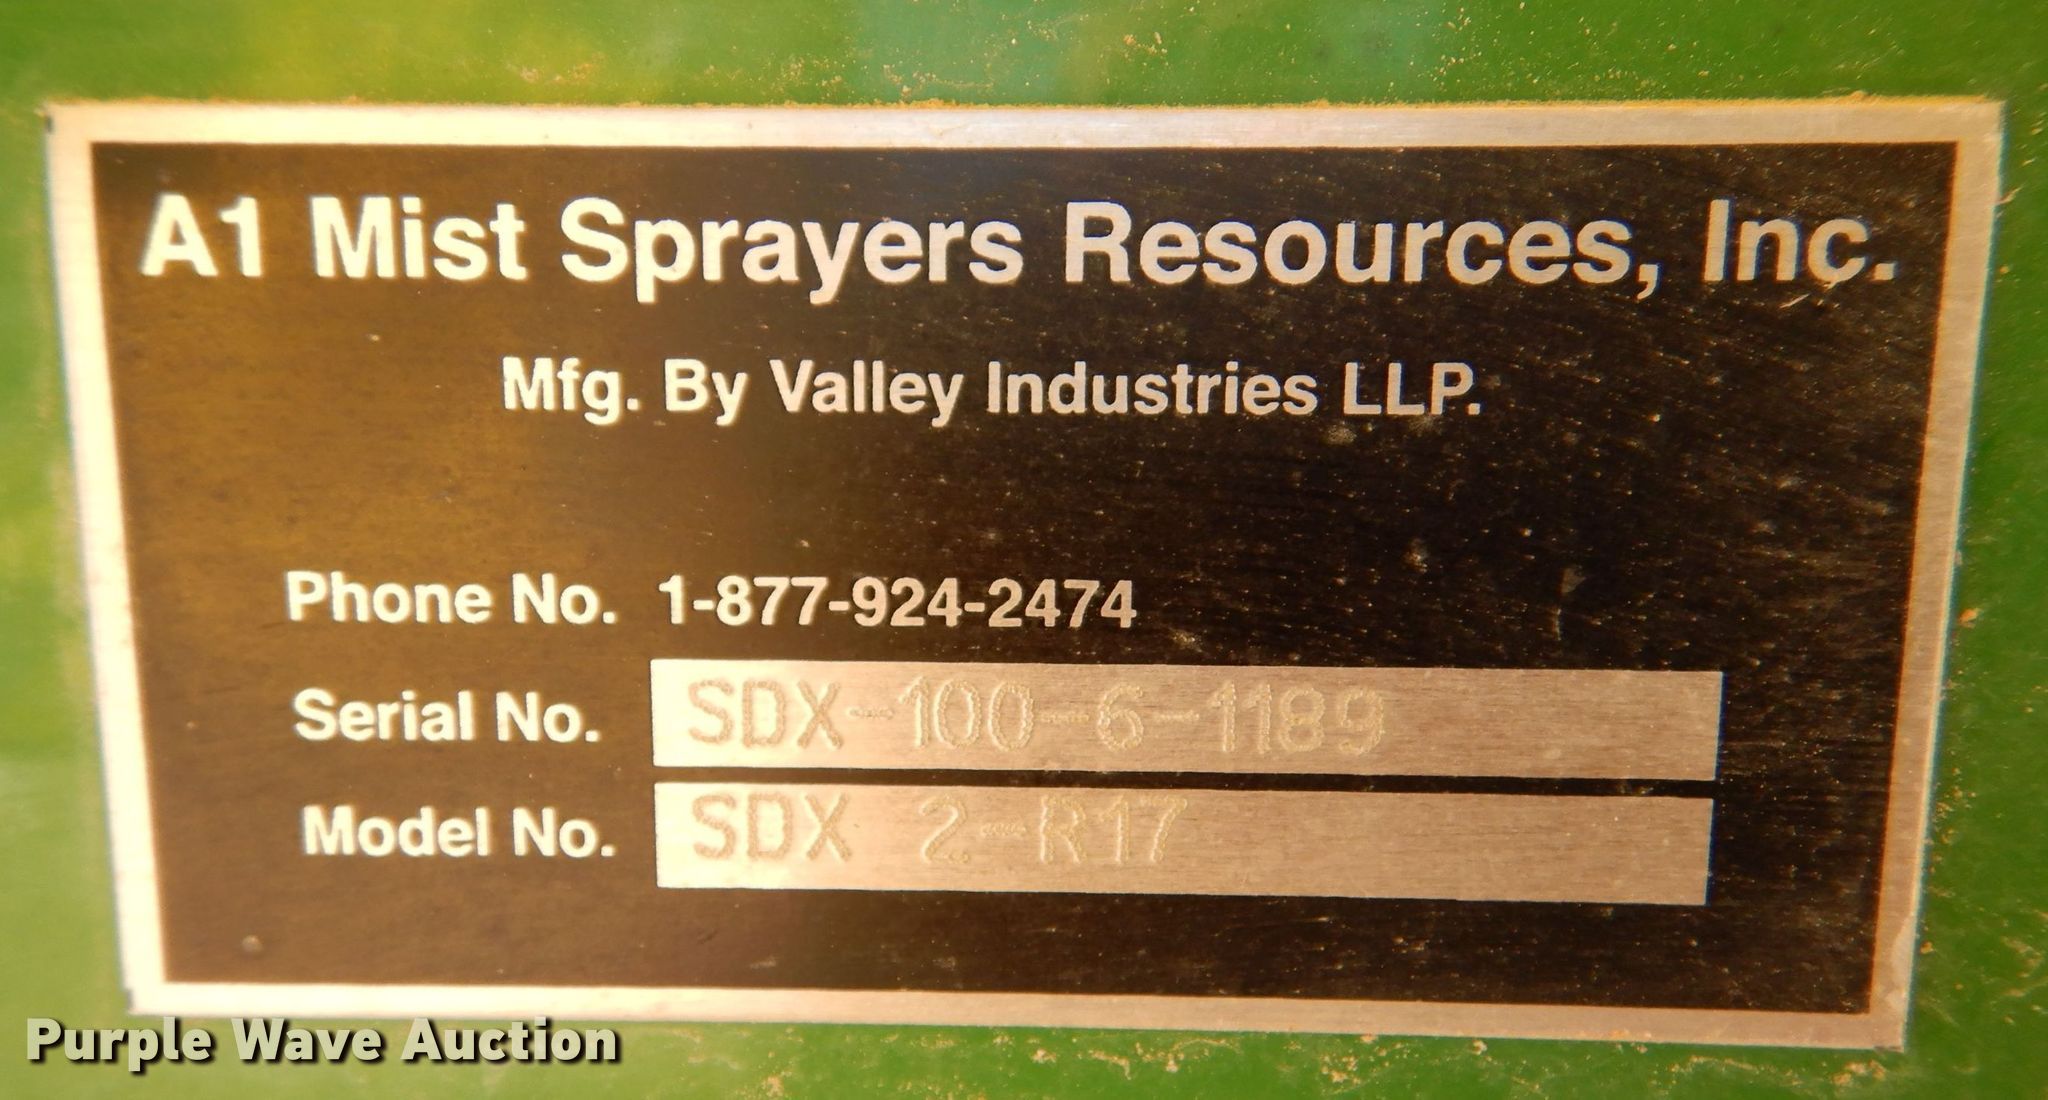 A1 Mist Sprayers Resources, Inc.
Mfg. By Valley Industries LLP.
Phone No. 1-877-924-2474
Serial No. SDX-100-6-1189
Model No. SDX 2-R17
Purple Wave Auction